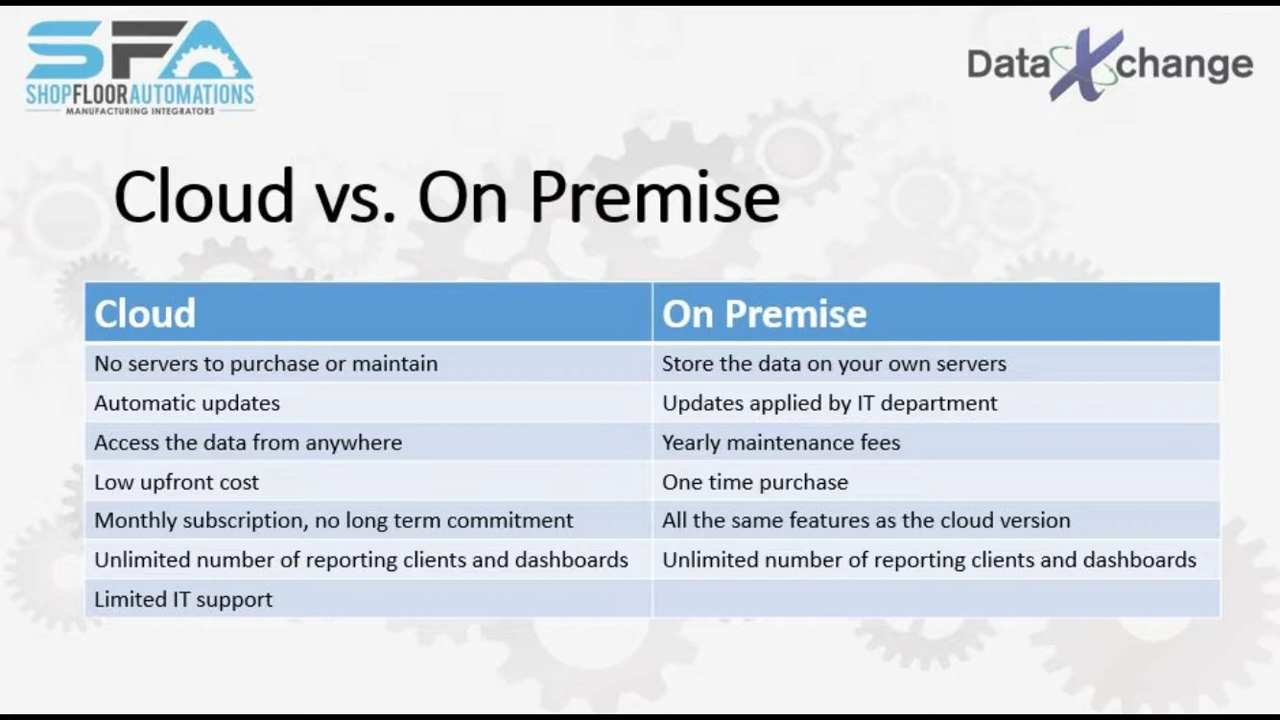 SFA
SHOPFLOORAUTOMATIONS
MANUFACTURING INTEGRATORS
DataXchange
Cloud vs. On Premise
Cloud
On Premise
No servers to purchase or maintain
Store the data on your own servers
Automatic updates
Updates applied by IT department
Access the data from anywhere
Yearly maintenance fees
Low upfront cost
One time purchase
Monthly subscription, no long term commitment
All the same features as the cloud version
Unlimited number of reporting clients and dashboards
Unlimited number of reporting clients and dashboards
Limited IT support